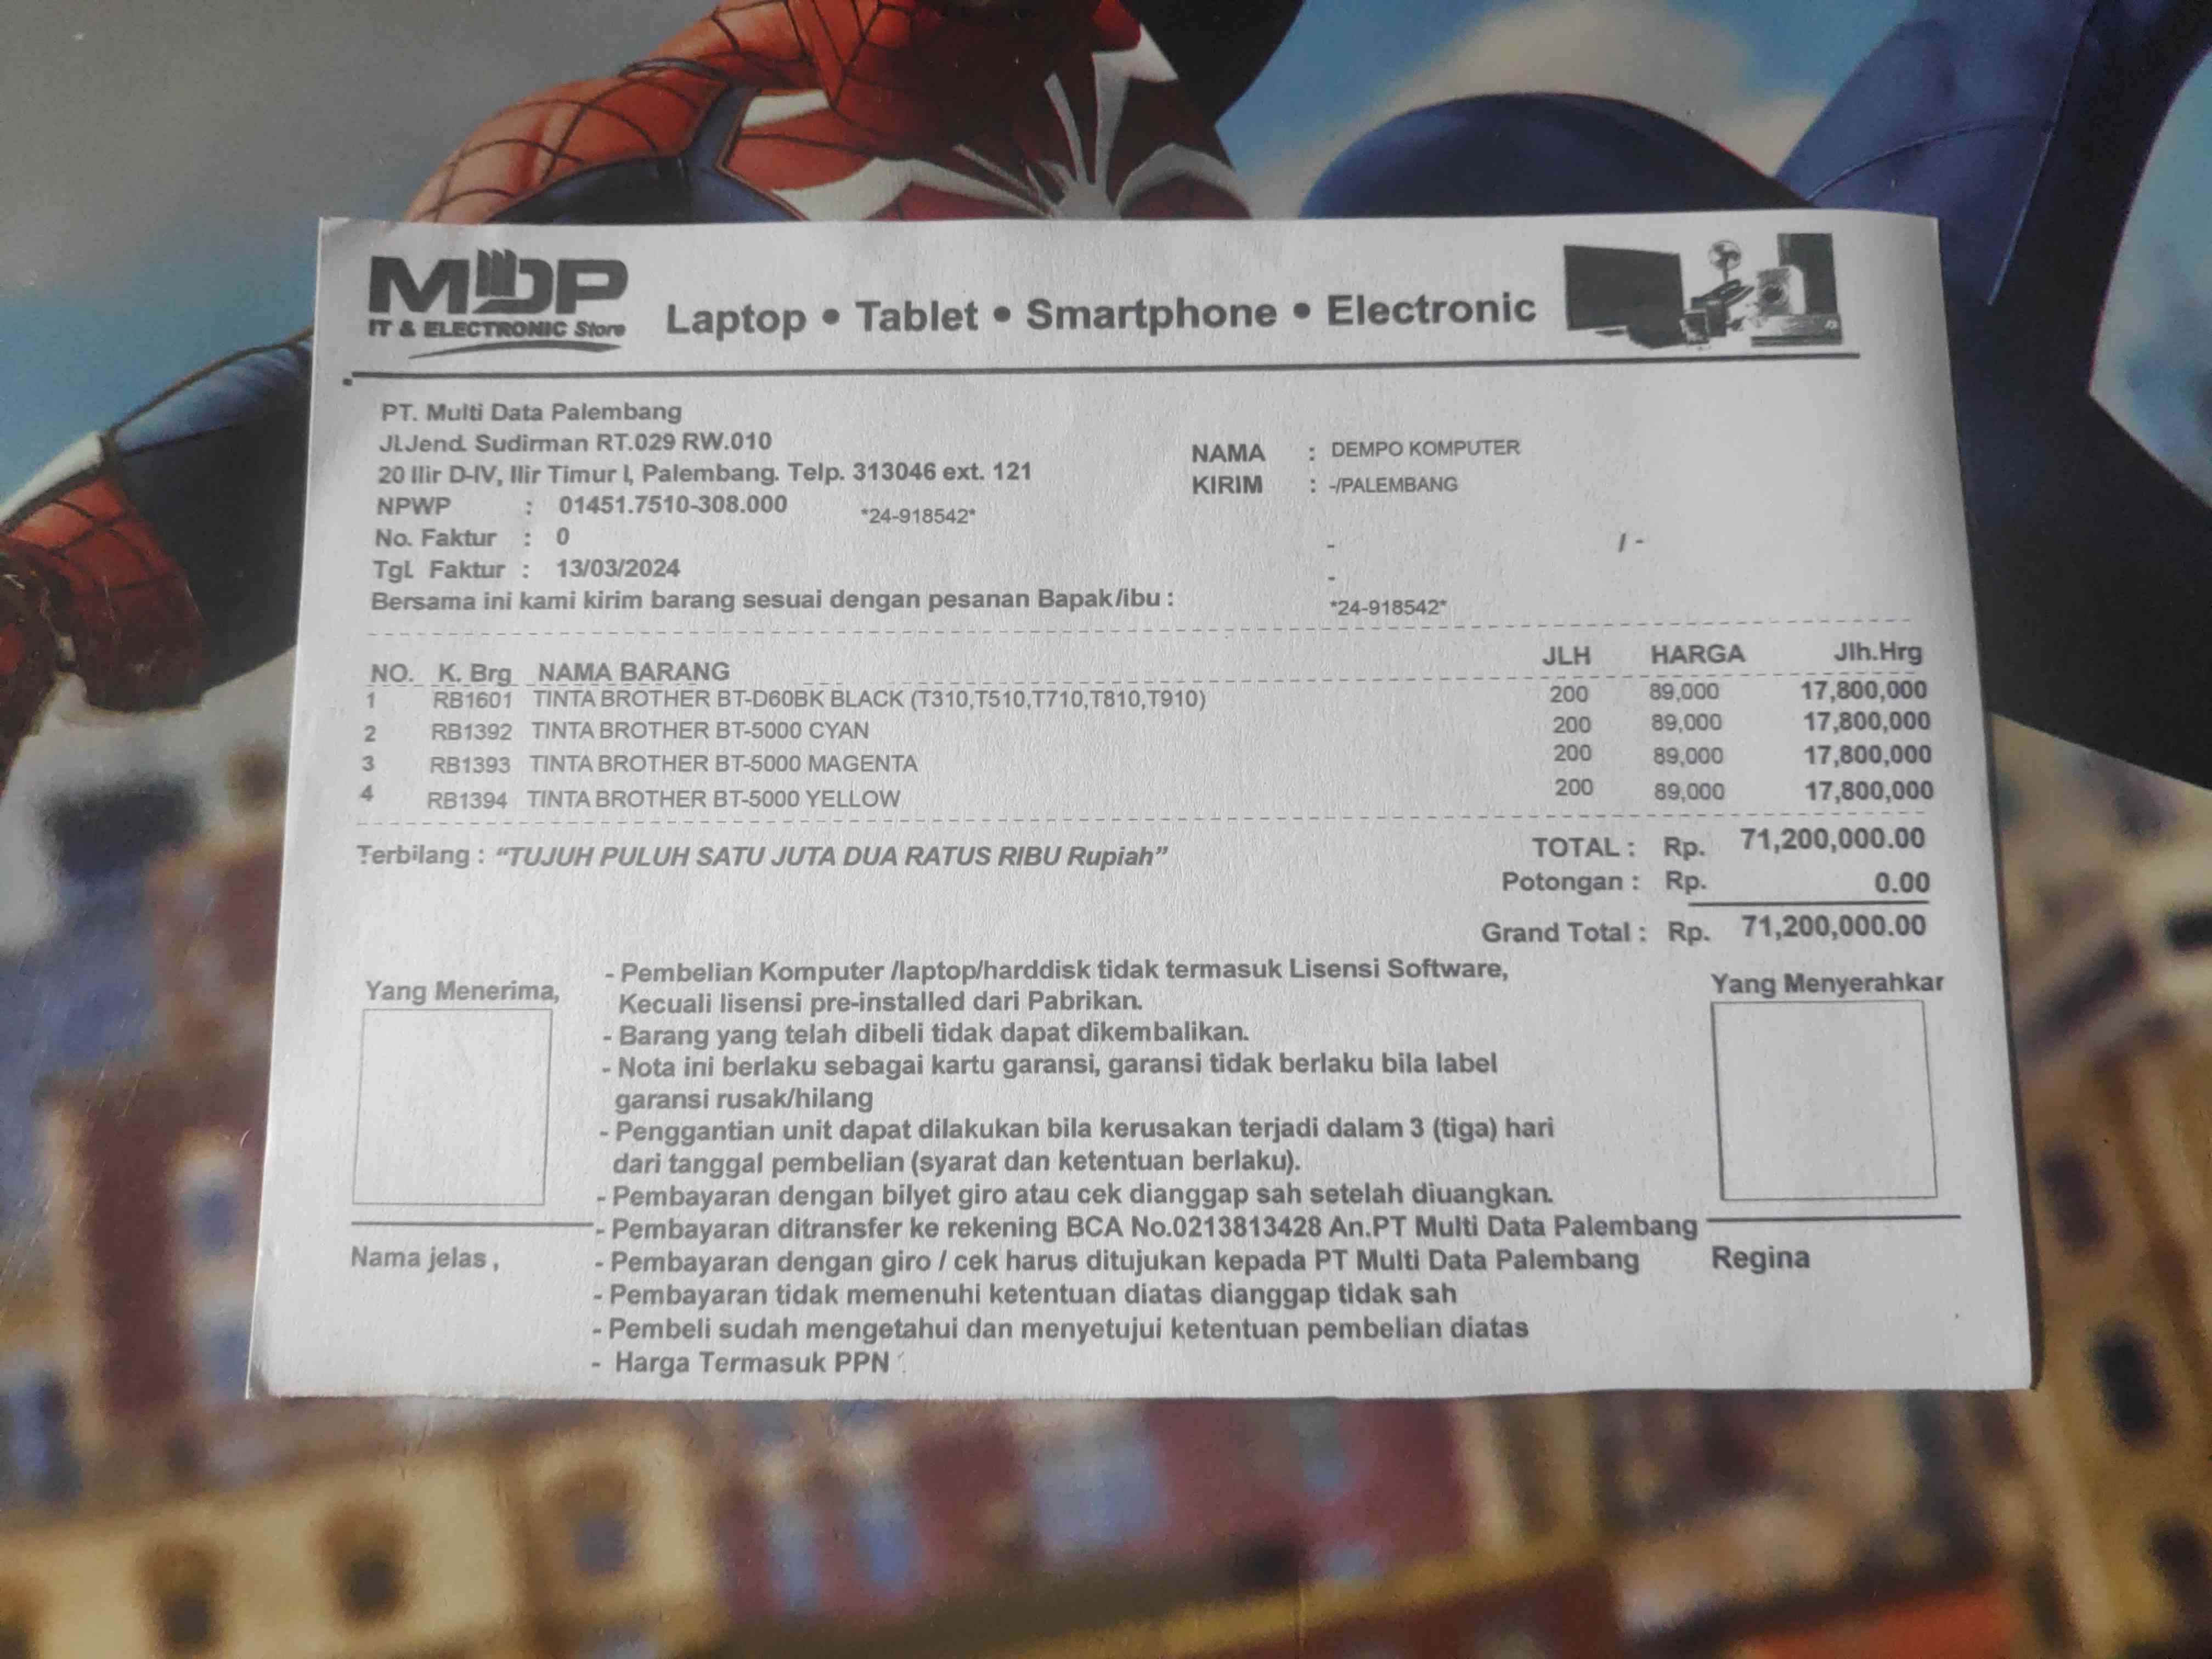 MDP
IT & ELECTRONIC Store
Laptop • Tablet • Smartphone • Electronic
PT. Multi Data Palembang
Jl.Jend. Sudirman RT.029 RW.010
20 Ilir D-IV, Ilir Timur I, Palembang. Telp. 313046 ext. 121
NPWP : 01451.7510-308.000 *24-918542*
No. Faktur : 0
Tgl. Faktur : 13/03/2024
Bersama ini kami kirim barang sesuai dengan pesanan Bapak/ibu :
NAMA : DEMPO KOMPUTER
KIRIM : -/PALEMBANG
- / -
-
*24-918542*
NO. K. Brg NAMA BARANG JLH HARGA Jlh.Hrg
1 RB1601 TINTA BROTHER BT-D60BK BLACK (T310,T510,T710,T810,T910) 200 89,000 17,800,000
2 RB1392 TINTA BROTHER BT-5000 CYAN 200 89,000 17,800,000
3 RB1393 TINTA BROTHER BT-5000 MAGENTA 200 89,000 17,800,000
4 RB1394 TINTA BROTHER BT-5000 YELLOW 200 89,000 17,800,000
Terbilang : “TUJUH PULUH SATU JUTA DUA RATUS RIBU Rupiah”
TOTAL : Rp. 71,200,000.00
Potongan : Rp. 0.00
Grand Total : Rp. 71,200,000.00
Yang Menerima,
- Pembelian Komputer /laptop/harddisk tidak termasuk Lisensi Software,
Kecuali lisensi pre-installed dari Pabrikan.
- Barang yang telah dibeli tidak dapat dikembalikan.
- Nota ini berlaku sebagai kartu garansi, garansi tidak berlaku bila label
garansi rusak/hilang
- Penggantian unit dapat dilakukan bila kerusakan terjadi dalam 3 (tiga) hari
dari tanggal pembelian (syarat dan ketentuan berlaku).
- Pembayaran dengan bilyet giro atau cek dianggap sah setelah diuangkan.
- Pembayaran ditransfer ke rekening BCA No.0213813428 An.PT Multi Data Palembang
- Pembayaran dengan giro / cek harus ditujukan kepada PT Multi Data Palembang
- Pembayaran tidak memenuhi ketentuan diatas dianggap tidak sah
- Pembeli sudah mengetahui dan menyetujui ketentuan pembelian diatas
- Harga Termasuk PPN
Nama jelas ,
Yang Menyerahkar
Regina